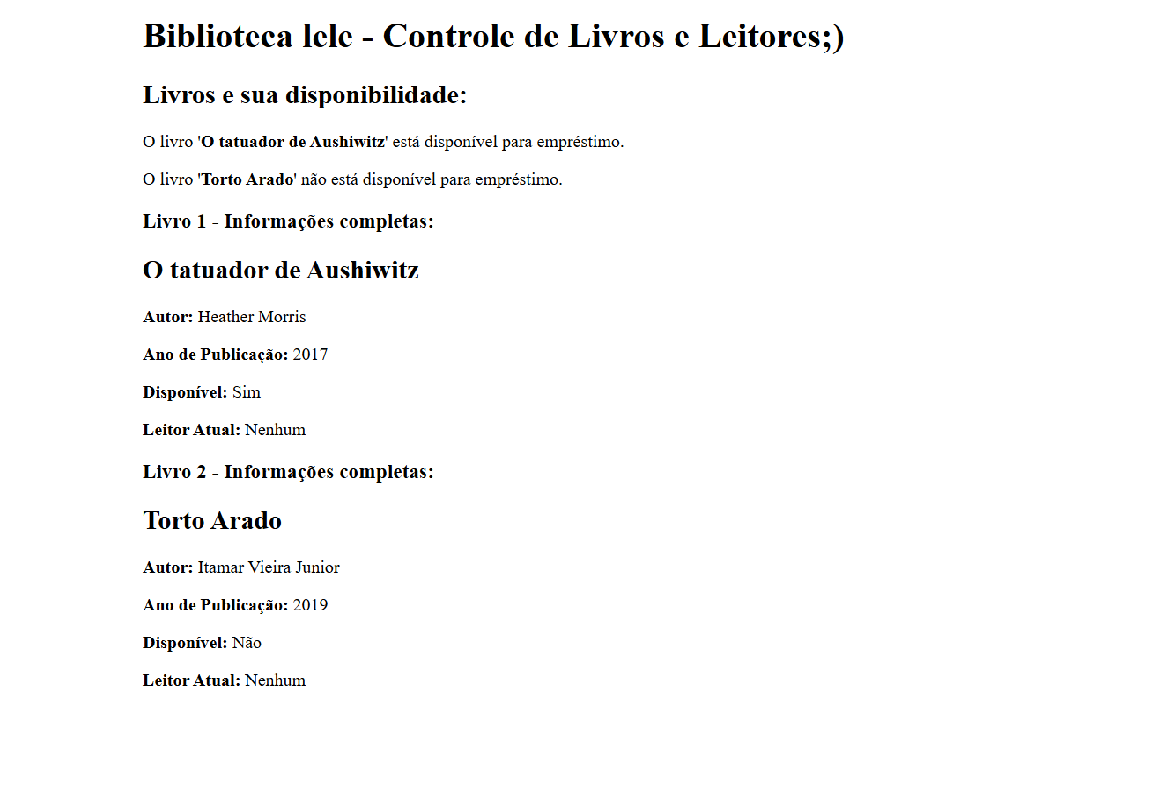 Biblioteca lele - Controle de Livros e Leitores;)
Livros e sua disponibilidade:
O livro 'O tatuador de Aushiwitz' está disponível para empréstimo.
O livro 'Torto Arado' não está disponível para empréstimo.
Livro 1 - Informações completas:
O tatuador de Aushiwitz
Autor: Heather Morris
Ano de Publicação: 2017
Disponível: Sim
Leitor Atual: Nenhum
Livro 2 - Informações completas:
Torto Arado
Autor: Itamar Vieira Junior
Ano de Publicação: 2019
Disponível: Não
Leitor Atual: Nenhum